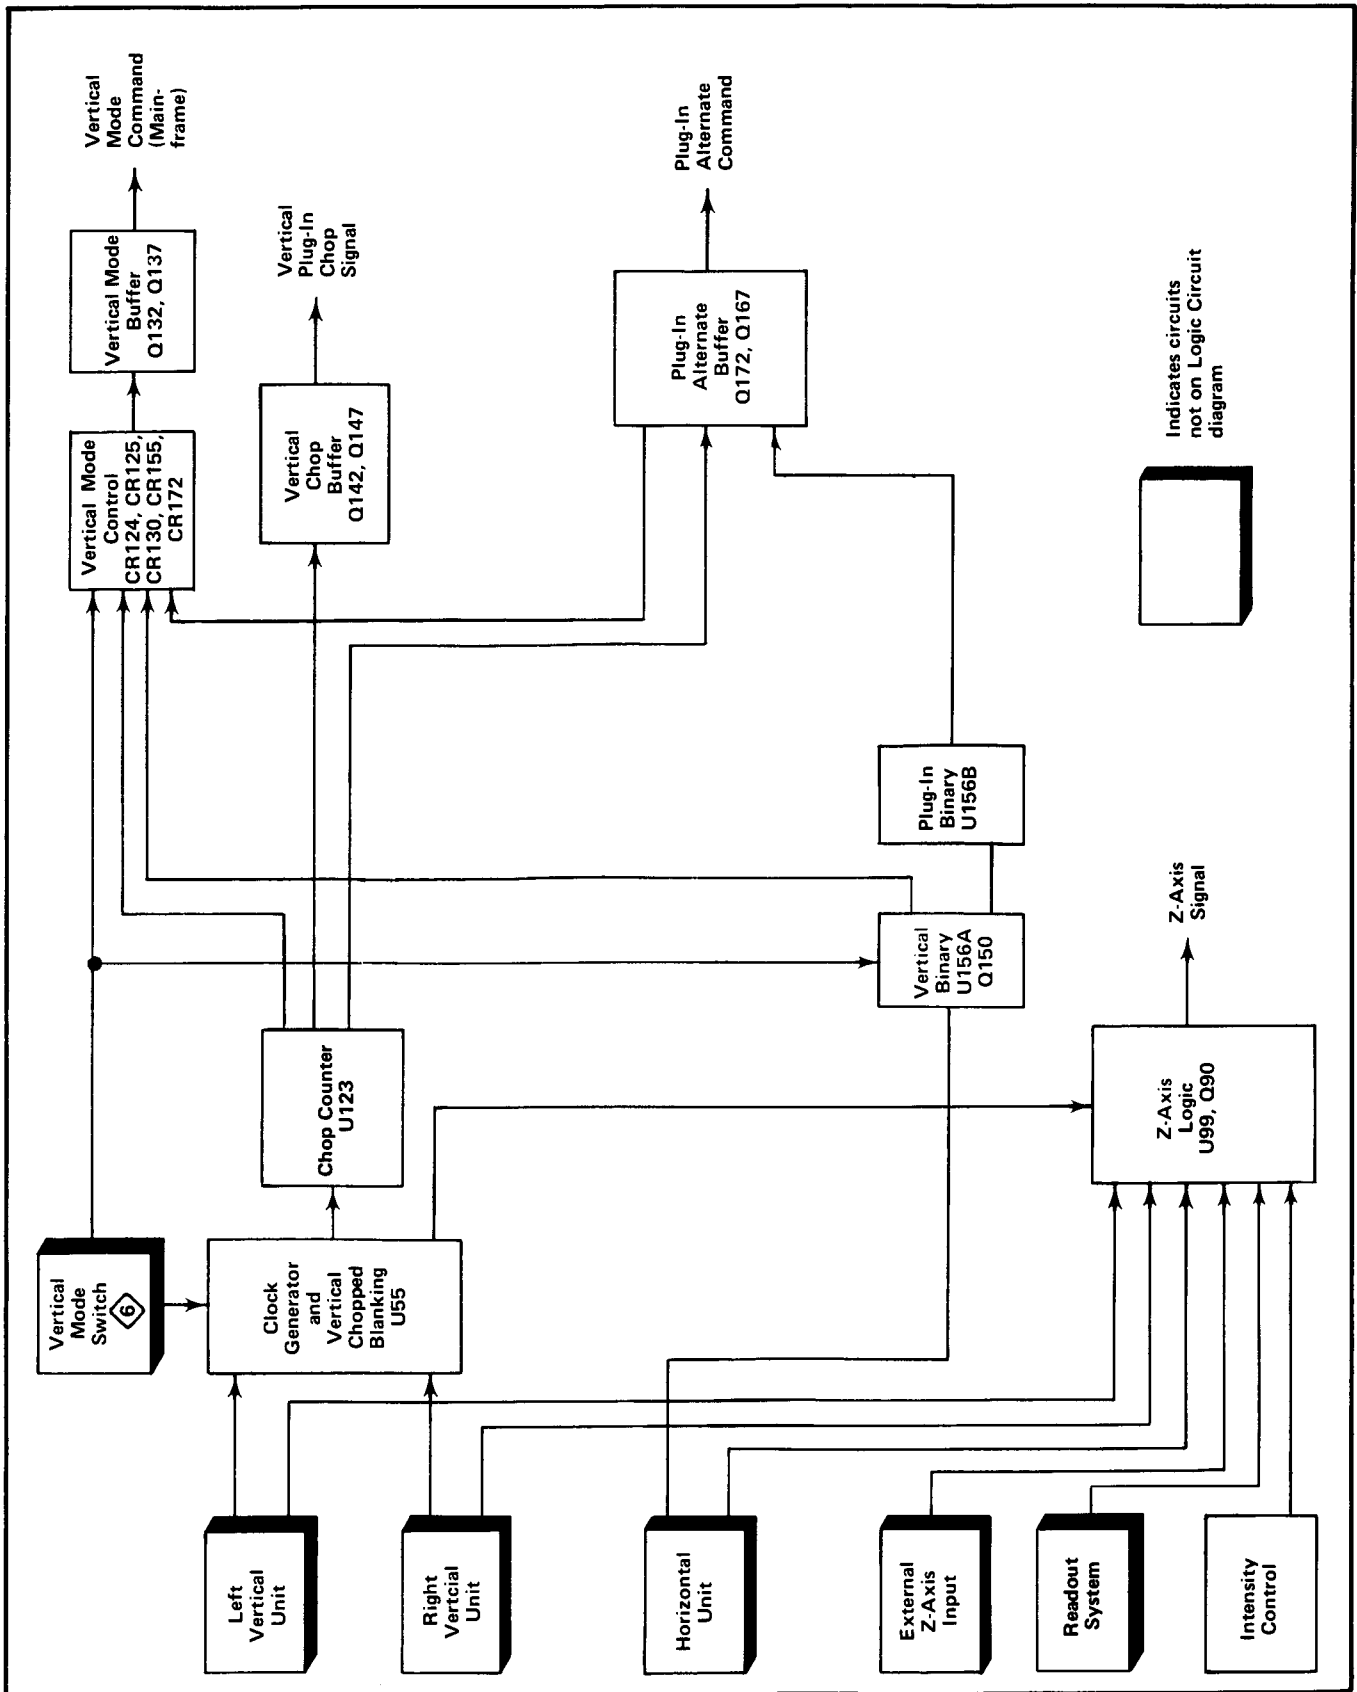 Vertical
Mode
Switch
6
Left
Vertical
Unit
Right
Vertcial
Unit
Horizontal
Unit
External
Z-Axis
Input
Readout
System
Intensity
Control
Clock
Generator
and
Vertical
Chopped
Blanking
U55
Chop Counter
U123
Vertical
Binary
U156A
Q150
Plug-In
Binary
U156B
Z-Axis
Logic
U99, Q90
Z-Axis
Signal
Vertical Mode
Control
CR124, CR125,
CR130, CR155,
CR172
Vertical Mode
Buffer
Q132, Q137
Vertical
Mode
Command
(Main-
frame)
Vertical
Chop
Buffer
Q142, Q147
Vertical
Plug-In
Chop
Signal
Plug-In
Alternate
Buffer
Q172, Q167
Plug-In
Alternate
Command
Indicates circuits
not on Logic Circuit
diagram